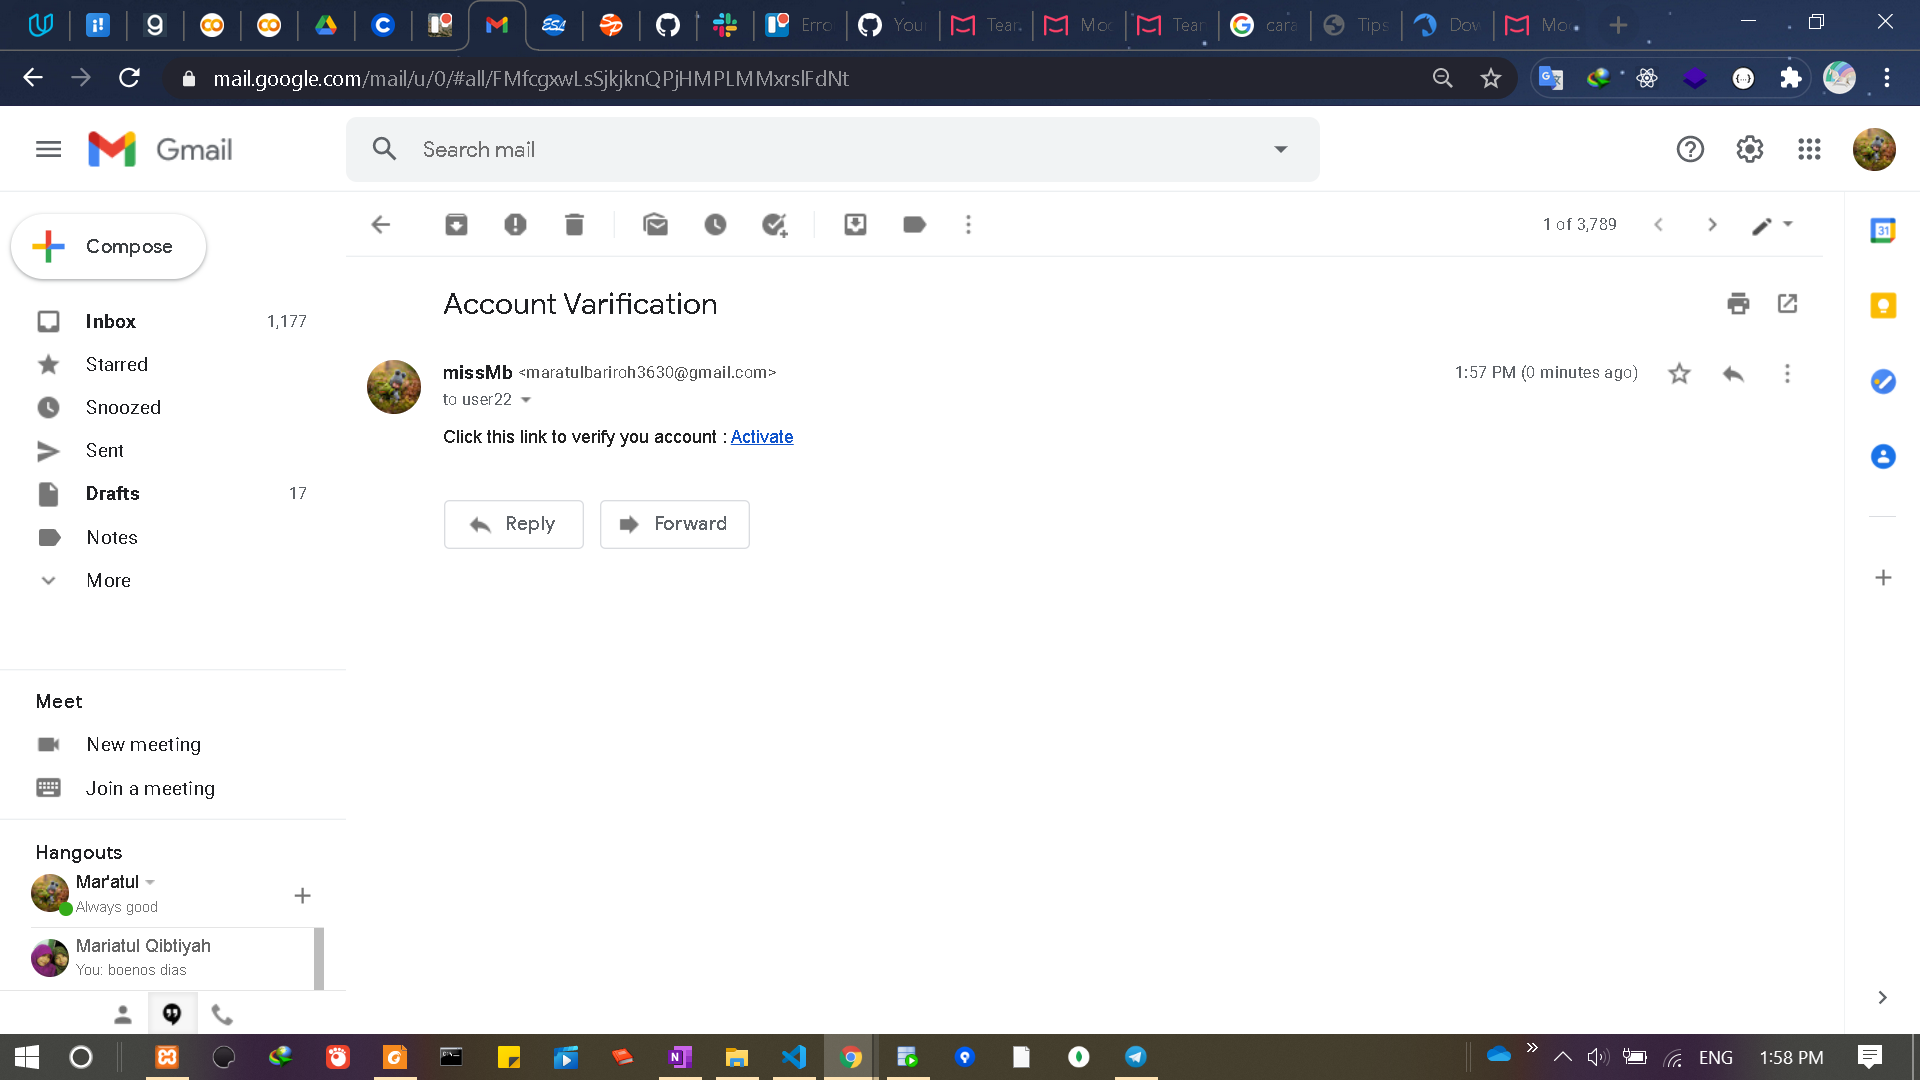 Erro
Your
Tear
Moc
Tear
cara
Tips
Dow
Mo
mail.google.com/mail/u/0/#all/FMfcgxwLsSjkjknQPjHMPLMMxrslFdNt
Gmail
Search mail
Compose
1 of 3,789
31
Account Varification
Inbox 1,177
Starred
Snoozed
Sent
Drafts 17
Notes
More
missMb <maratulbariroh3630@gmail.com>
1:57 PM (0 minutes ago)
to user22
Click this link to verify you account : Activate
Reply
Forward
Meet
New meeting
Join a meeting
Hangouts
Mar'atul
Always good
Mariatul Qibtiyah
You: boenos dias
ENG
1:58 PM